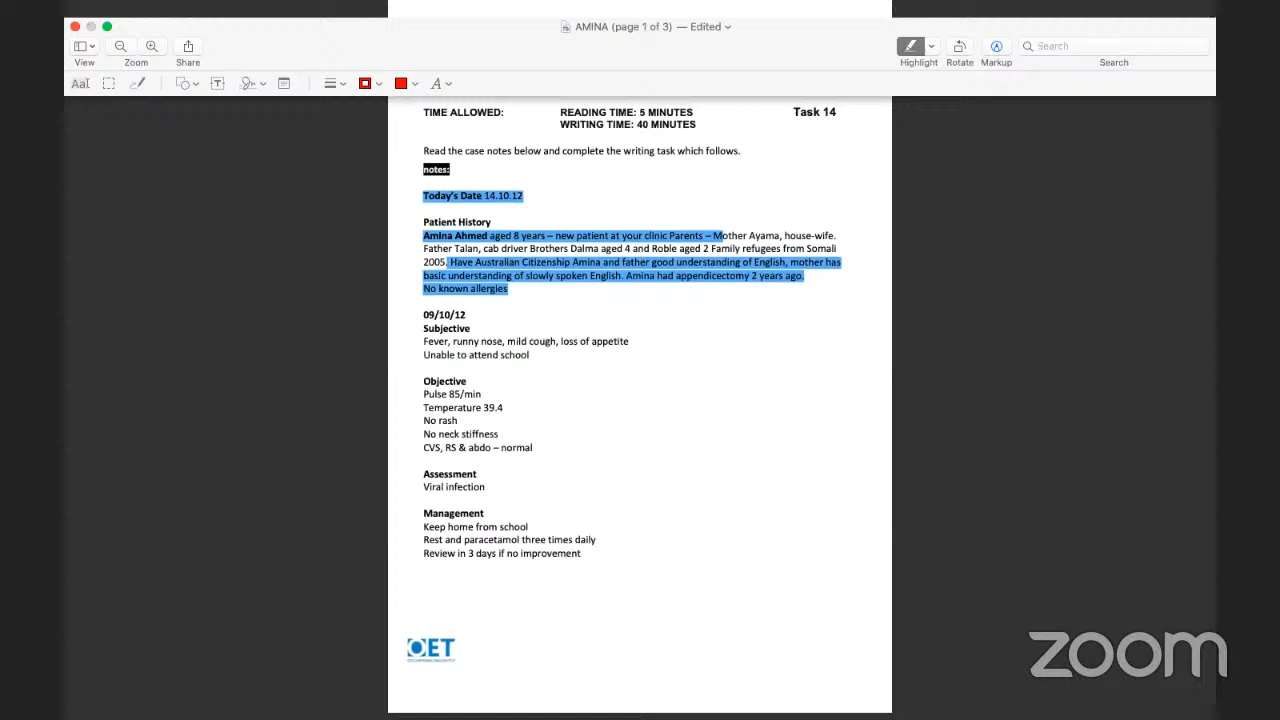 AMINA (page 1 of 3) — Edited
View
Zoom
Share
Highlight
Rotate
Markup
Search
Search
AaI
T
A
TIME ALLOWED: READING TIME: 5 MINUTES Task 14
WRITING TIME: 40 MINUTES
Read the case notes below and complete the writing task which follows.
notes:
Today's Date 14.10.12
Patient History
Amina Ahmed aged 8 years – new patient at your clinic Parents – Mother Ayama, house-wife.
Father Talan, cab driver Brothers Dalma aged 4 and Roble aged 2 Family refugees from Somali
2005. Have Australian Citizenship Amina and father good understanding of English, mother has
basic understanding of slowly spoken English. Amina had appendicectomy 2 years ago.
No known allergies
09/10/12
Subjective
Fever, runny nose, mild cough, loss of appetite
Unable to attend school
Objective
Pulse 85/min
Temperature 39.4
No rash
No neck stiffness
CVS, RS & abdo – normal
Assessment
Viral infection
Management
Keep home from school
Rest and paracetamol three times daily
Review in 3 days if no improvement
OET
zoom